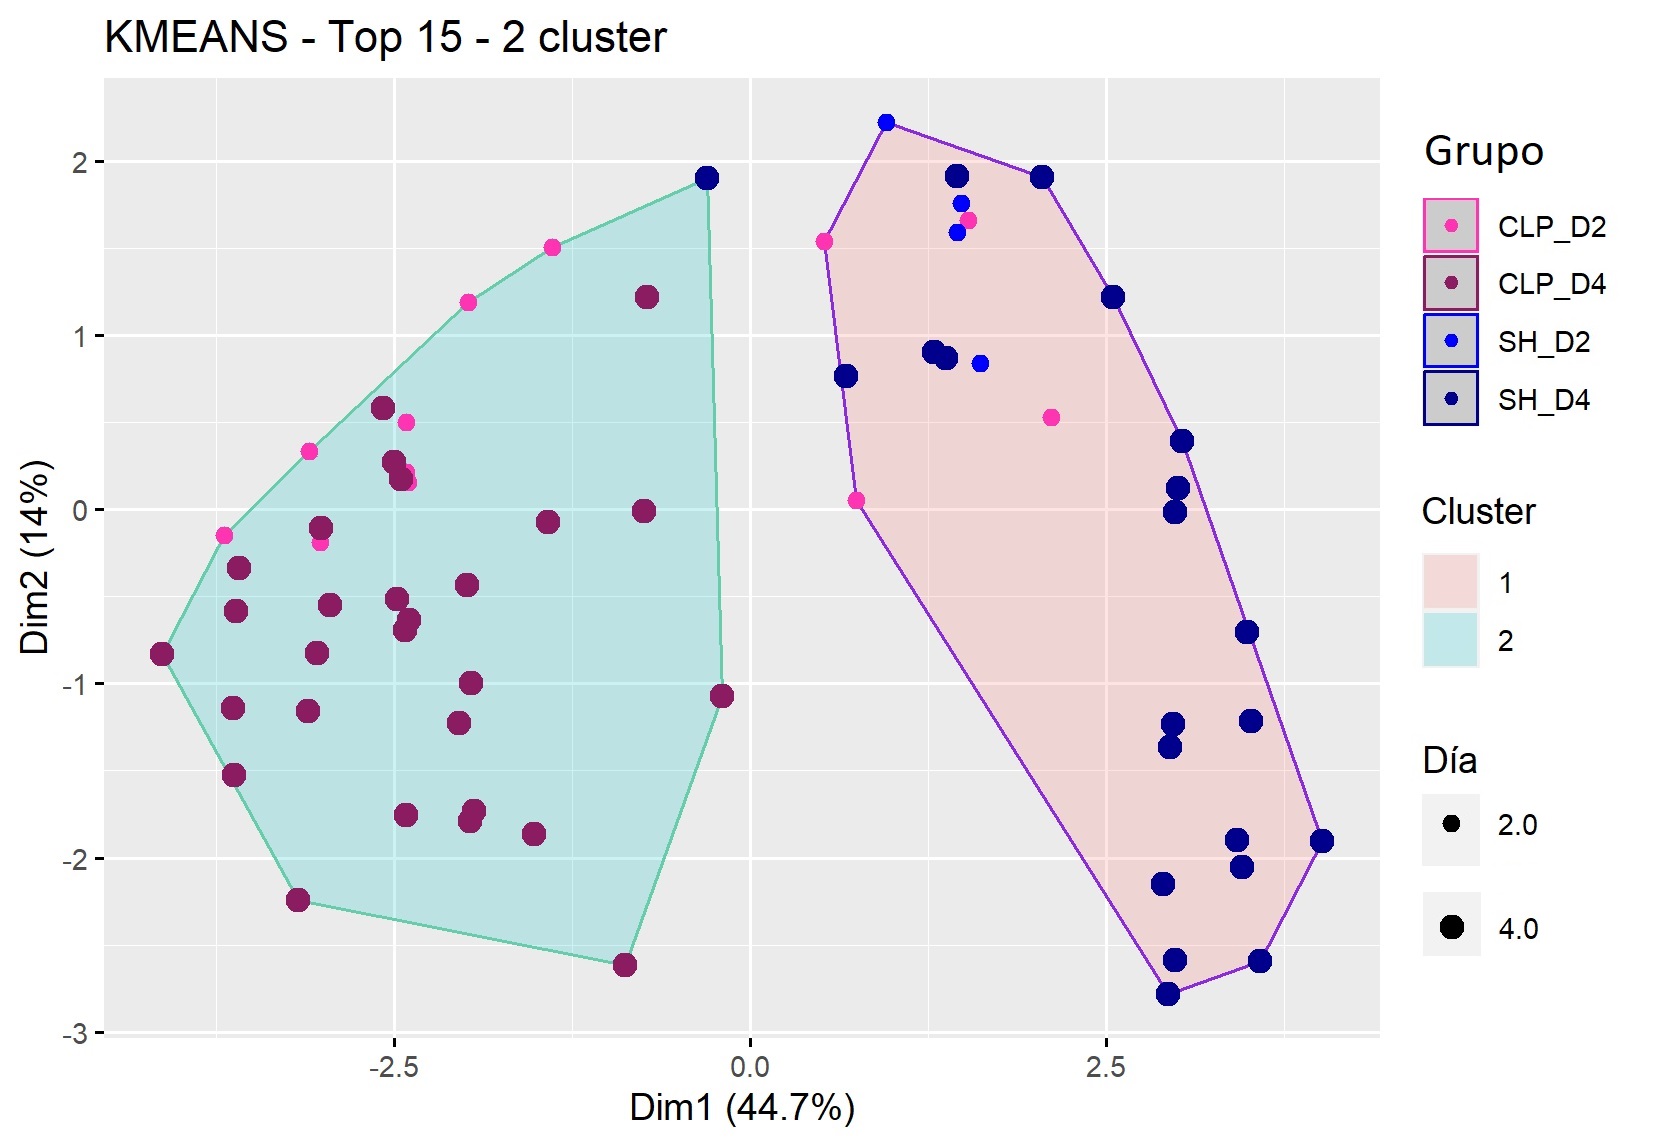 KMEANS - Top 15 - 2 cluster
2
1
0
-1
-2
-3
Dim2 (14%)
-2.5
0.0
2.5
Dim1 (44.7%)
Grupo
CLP_D2
CLP_D4
SH_D2
SH_D4
Cluster
1
2
Día
2.0
4.0